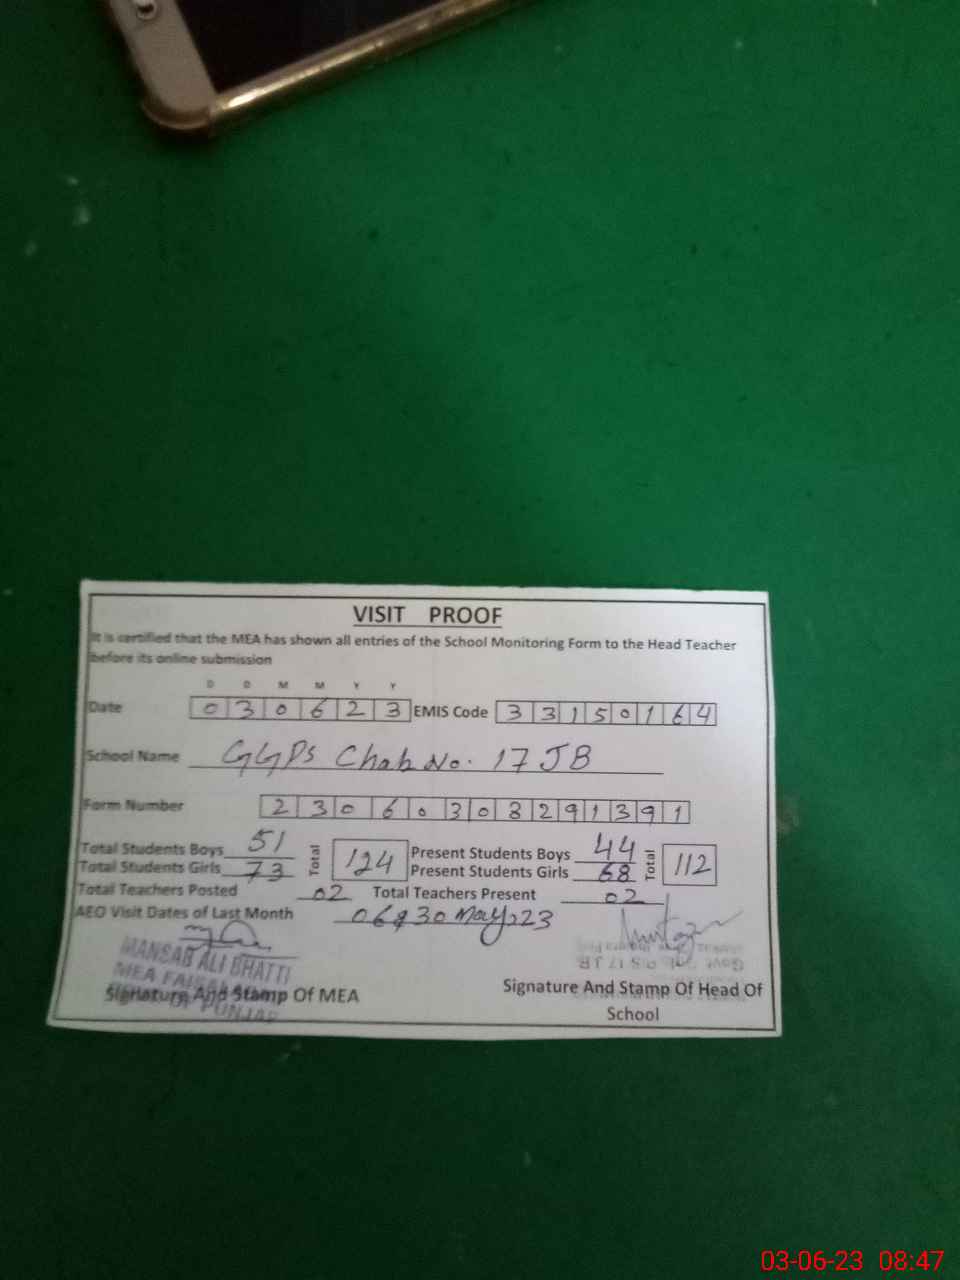 VISIT PROOF
It is certified that the MEA has shown all entries of the School Monitoring Form to the Head Teacher
before its online submission
D D M M Y Y
Date 0 3 0 6 2 3 EMIS Code 3 3 1 5 0 1 6 4
School Name GGPS Chak No. 17 JB
Form Number 2 3 0 6 0 3 0 8 2 9 1 3 9 1
Total Students Boys 51 Total 124 Present Students Boys 44 Total 112
Total Students Girls 73 Present Students Girls 68
Total Teachers Posted 02 Total Teachers Present 02
AEO Visit Dates of Last Month 06 & 30 May, 23
MANSAB ALI BHATTI
MEA FAISALABAD
PUNJAB
Signature And Stamp Of MEA
Signature And Stamp Of Head Of
School
03-06-23 08:47